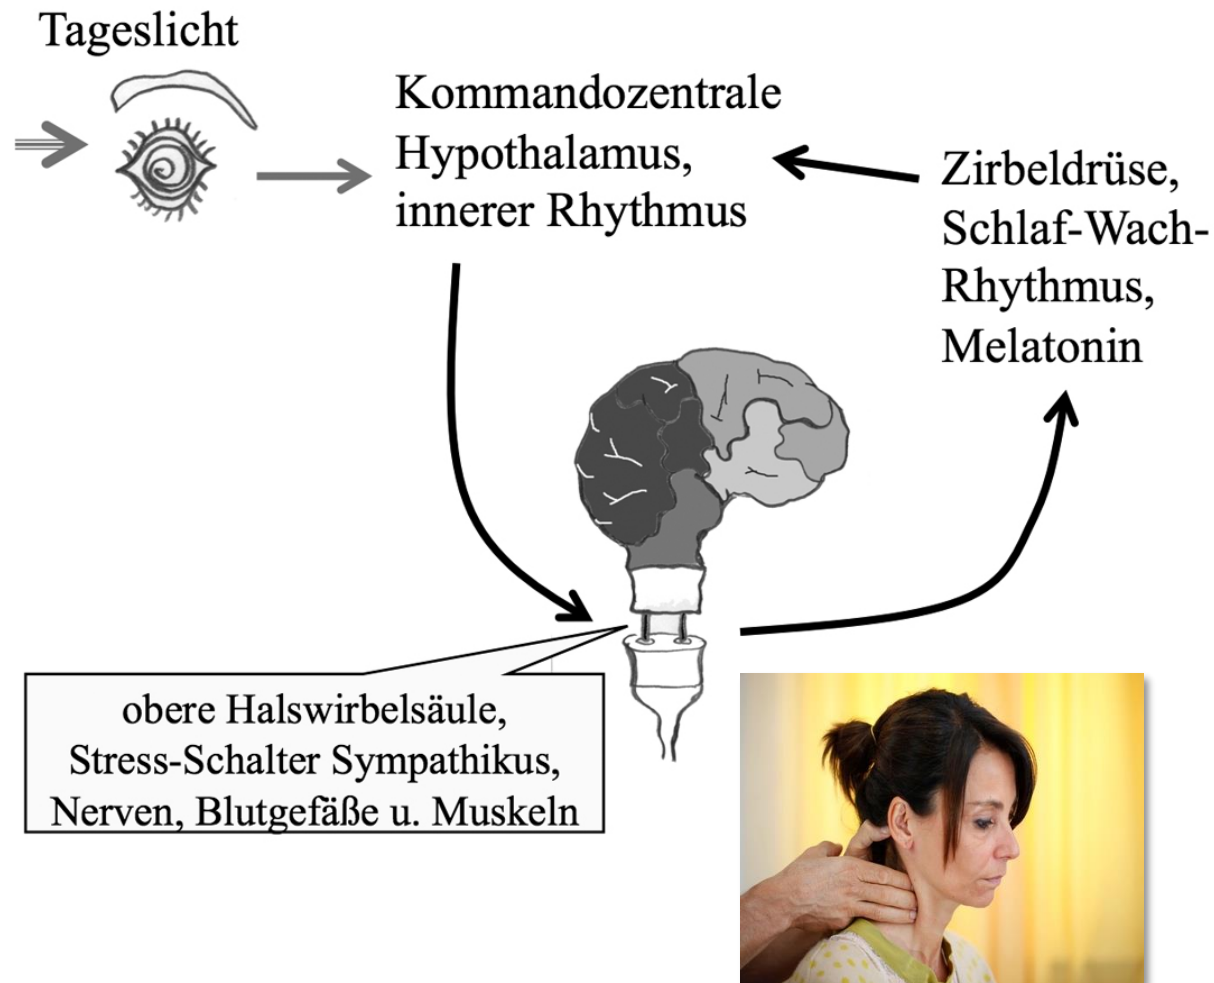 Tageslicht
Kommandozentrale
Hypothalamus,
innerer Rhythmus
Zirbeldrüse,
Schlaf-Wach-
Rhythmus,
Melatonin
obere Halswirbelsäule,
Stress-Schalter Sympathikus,
Nerven, Blutgefäße u. Muskeln